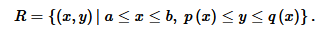 R = {(x, y) | a ≤ x ≤ b, p (x) ≤ y ≤ q (x)} .